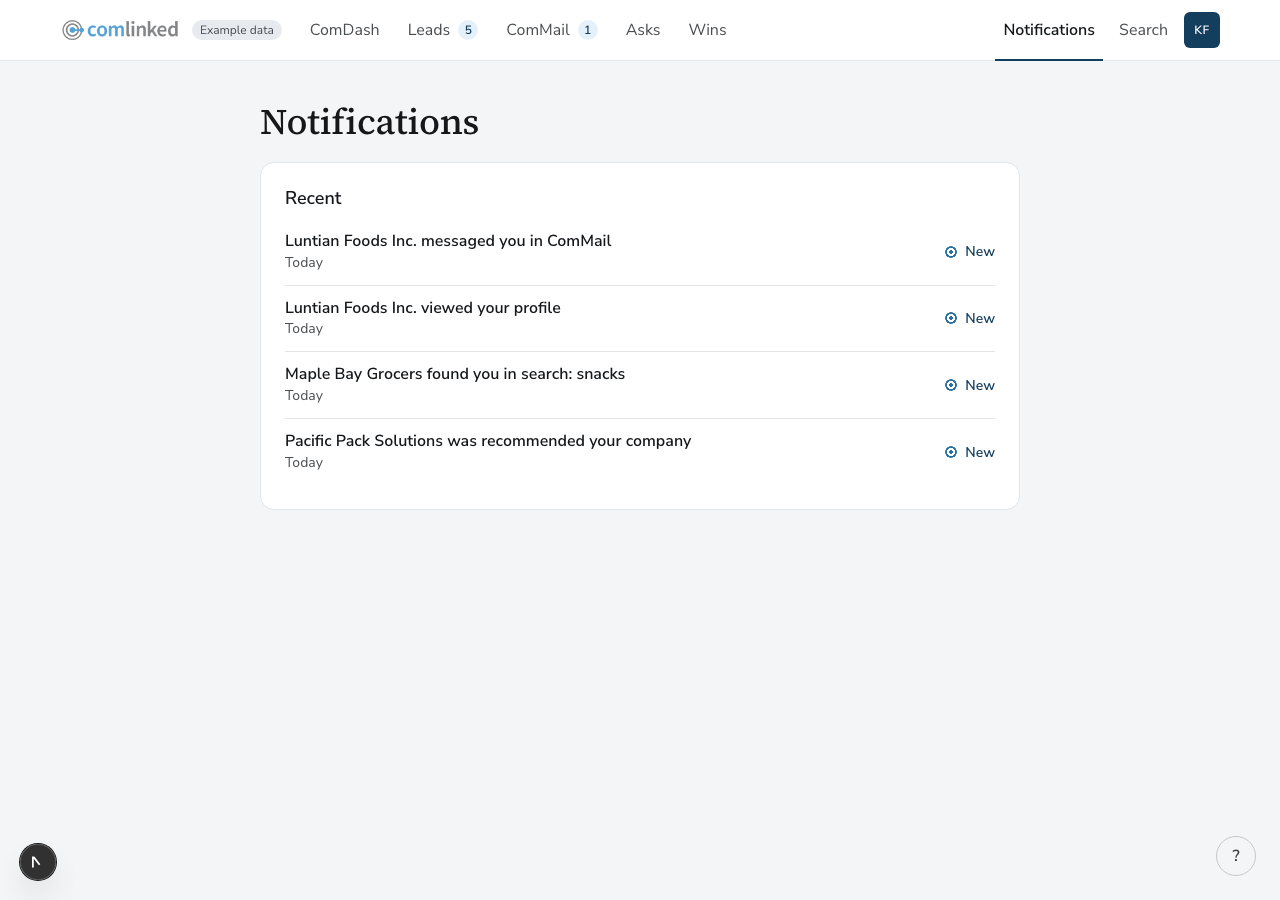 comlinked
Example data
ComDash
Leads 5
ComMail 1
Asks
Wins
Notifications
Search
KF
Notifications
Recent
Luntian Foods Inc. messaged you in ComMail
Today
New
Luntian Foods Inc. viewed your profile
Today
New
Maple Bay Grocers found you in search: snacks
Today
New
Pacific Pack Solutions was recommended your company
Today
New
?